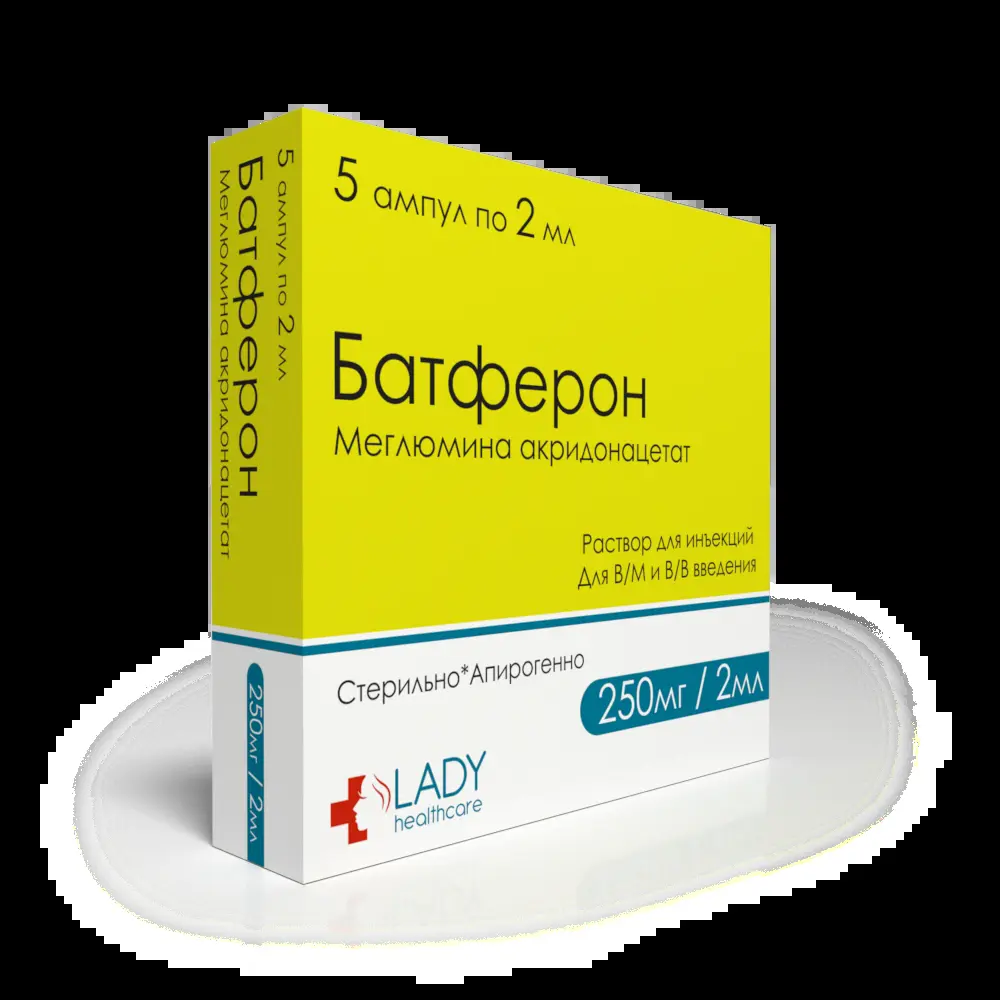 5 ампул по 2 мл
Батферон
Меглюмина акридонацетат
Раствор для инъекций
Для В/М и В/В введения
Стерильно*Апирогенно
250мг / 2мл
LADY
healthcare
5 ампул по 2 мл
Батферон
Меглюмина акридонацетат
250мг / 2мл